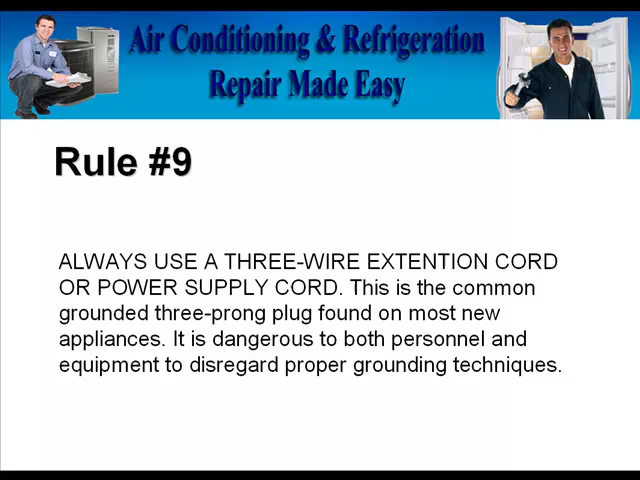 Air Conditioning & Refrigeration
Repair Made Easy
Rule #9
ALWAYS USE A THREE-WIRE EXTENTION CORD
OR POWER SUPPLY CORD. This is the common
grounded three-prong plug found on most new
appliances. It is dangerous to both personnel and
equipment to disregard proper grounding techniques.